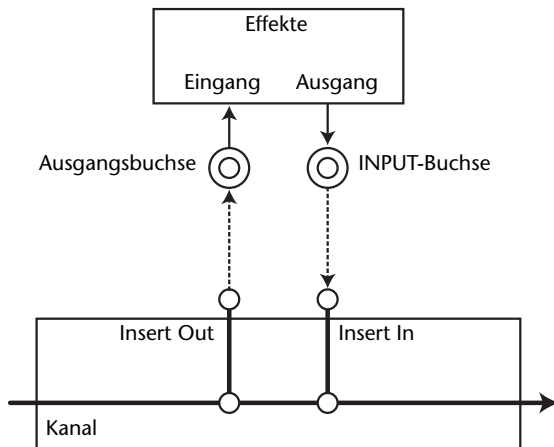 Effekte
Eingang Ausgang
Ausgangsbuchse INPUT-Buchse
Insert Out Insert In
Kanal